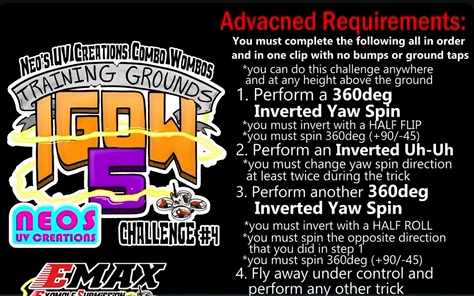 NEO'S UV CREATIONS COMBO WOMBOS
TRAINING GROUNDS
IGOW
5
NEOS
UV CREATIONS
CHALLENGE #4
EMAX
EXAMPLE SUBMISSION
Advacned Requirements:
You must complete the following all in order
and in one clip with no bumps or ground taps
*you can do this challenge anywhere
and at any height above the ground
1. Perform a 360deg
Inverted Yaw Spin
*you must invert with a HALF FLIP
*you must spin 360deg (+90/-45)
2. Perform an Inverted Uh-Uh
*you must change yaw spin direction
at least twice during the trick
3. Perform another 360deg
Inverted Yaw Spin
*you must invert with a HALF ROLL
*you must spin the opposite direction
that you did in step 1
*you must spin 360deg (+90/-45)
4. Fly away under control and
perform any other trick